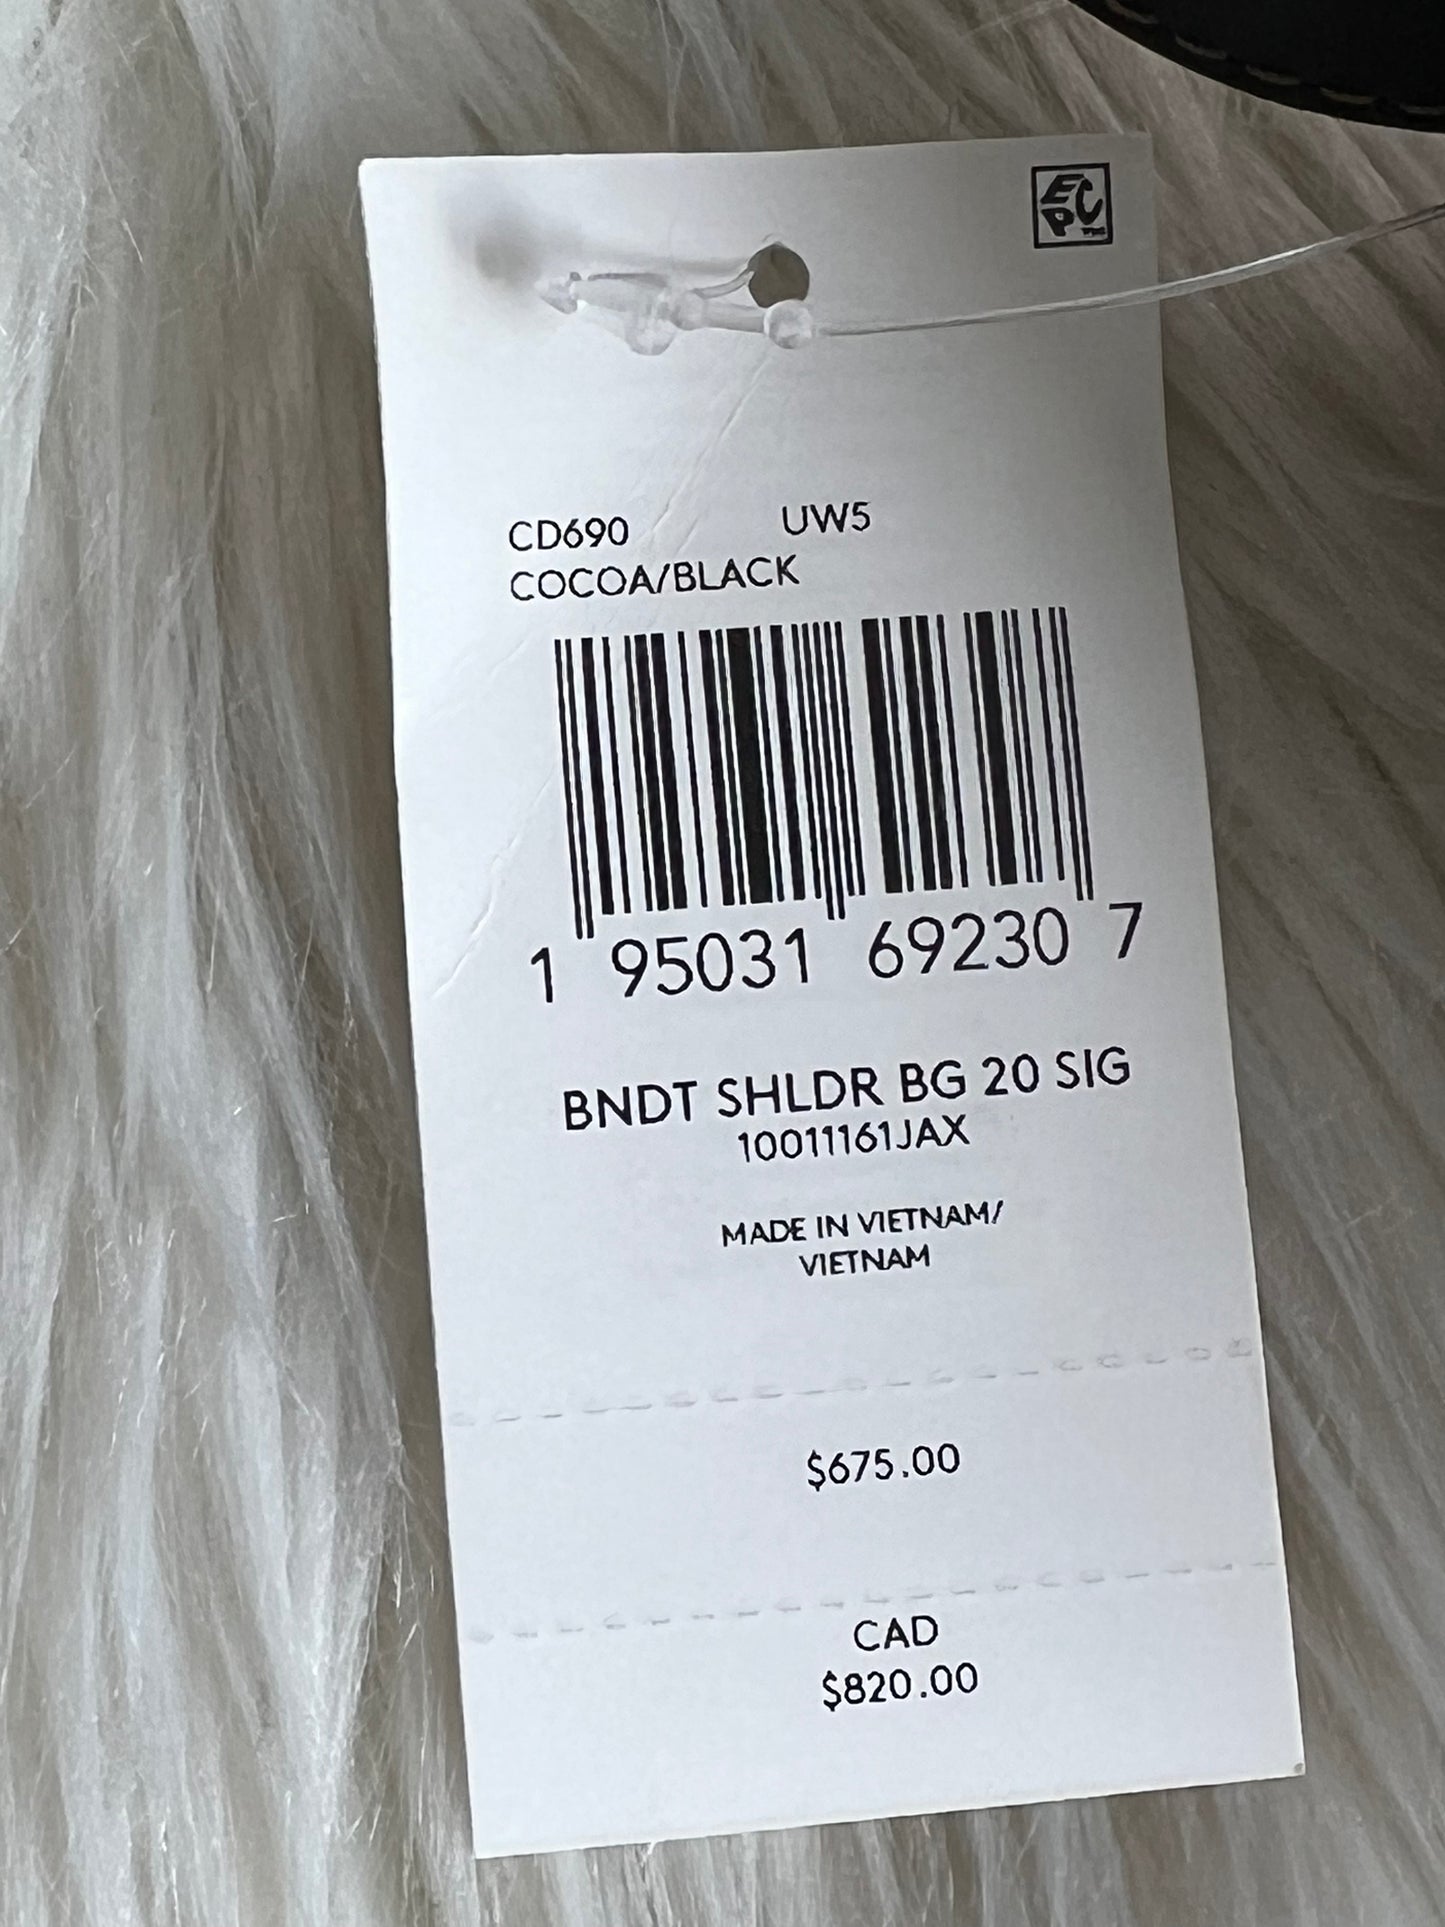 EPC
CD690 UW5
COCOA/BLACK
1 95031 69230 7
BNDT SHLDR BG 20 SIG
10011161JAX
MADE IN VIETNAM/
VIETNAM
$675.00
CAD
$820.00